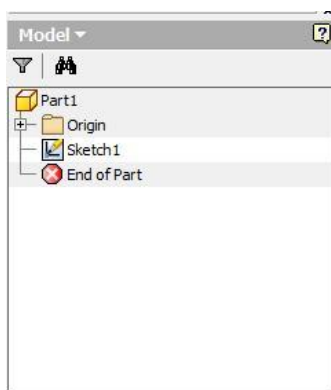 Model
Part1
Origin
Sketch1
End of Part